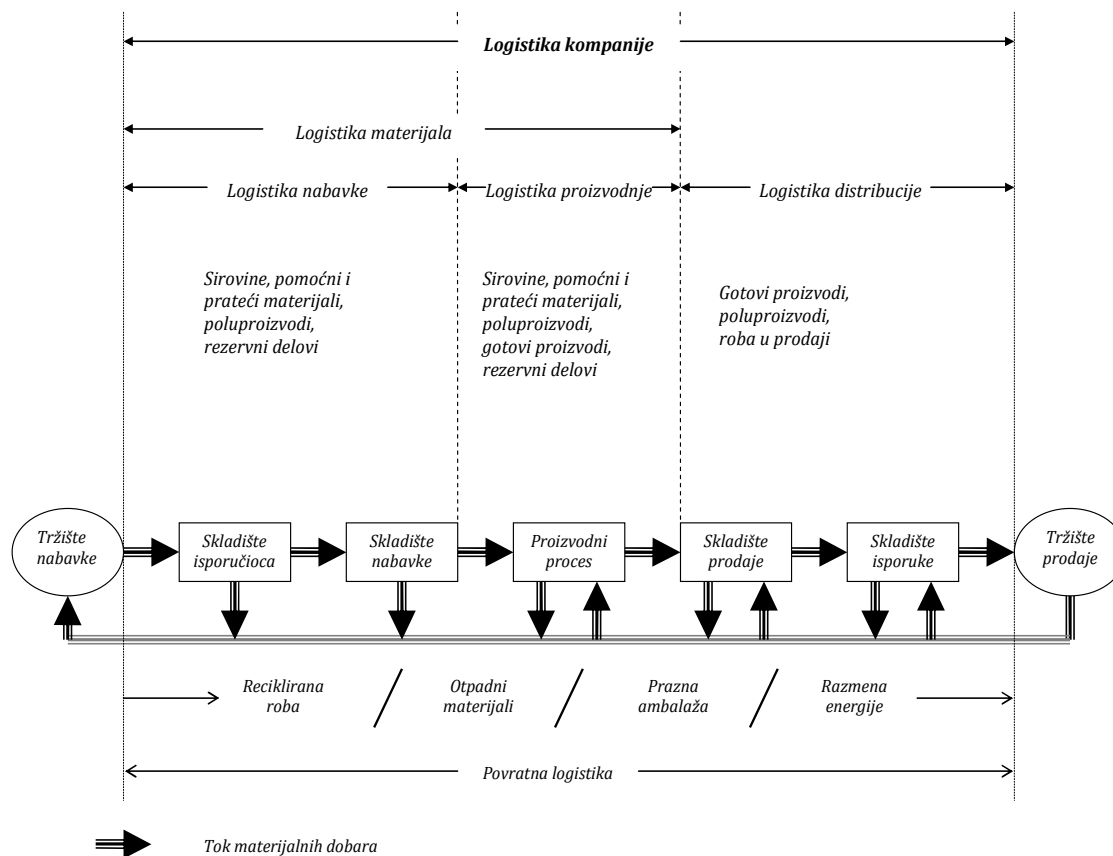 Logistika kompanije
Logistika materijala
Logistika nabavke
Logistika proizvodnje
Logistika distribucije
Sirovine, pomoćni i
prateći materijali,
poluproizvodi,
rezervni delovi
Sirovine, pomoćni i
prateći materijali,
poluproizvodi,
gotovi proizvodi,
rezervni delovi
Gotovi proizvodi,
poluproizvodi,
roba u prodaji
Tržište
nabavke
Skladište
isporučioca
Skladište
nabavke
Proizvodni
proces
Skladište
prodaje
Skladište
isporuke
Tržište
prodaje
Reciklirana
roba
Otpadni
materijali
Prazna
ambalaža
Razmena
energije
Povratna logistika
Tok materijalnih dobara